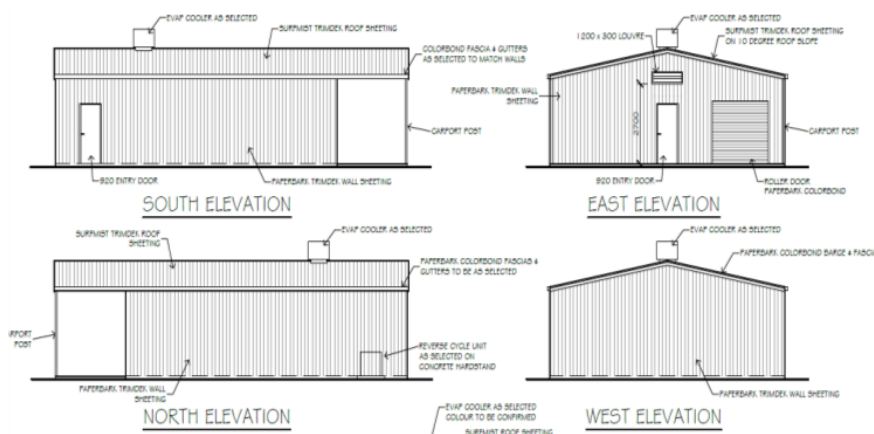 EVAP COOLER AS SELECTED
SURFMIST TRIMDEK ROOF SHEETING
COLORBOND FASCIA & GUTTERS
AS SELECTED TO MATCH WALLS
CARPORT POST
920 ENTRY DOOR
PAPERBARK TRIMDEK WALL SHEETING
SOUTH ELEVATION
EVAP COOLER AS SELECTED
1200 x 300 LOUVRE
SURFMIST TRIMDEK ROOF SHEETING
ON 10 DEGREE ROOF SLOPE
PAPERBARK TRIMDEK WALL
SHEETING
2700
CARPORT POST
920 ENTRY DOOR
ROLLER DOOR
PAPERBARK COLORBOND
EAST ELEVATION
SURFMIST TRIMDEK ROOF
SHEETING
EVAP COOLER AS SELECTED
PAPERBARK COLORBOND FASCIAS &
GUTTERS TO BE AS SELECTED
RPORT
POST
REVERSE CYCLE UNIT
AS SELECTED ON
CONCRETE HARDSTAND
PAPERBARK TRIMDEK WALL
SHEETING
NORTH ELEVATION
EVAP COOLER AS SELECTED
PAPERBARK COLORBOND BARGE & FASCI
PAPERBARK TRIMDEK WALL SHEETING
WEST ELEVATION
EVAP COOLER AS SELECTED
COLOUR TO BE CONFIRMED
SURFMIST ROOF SHEETING